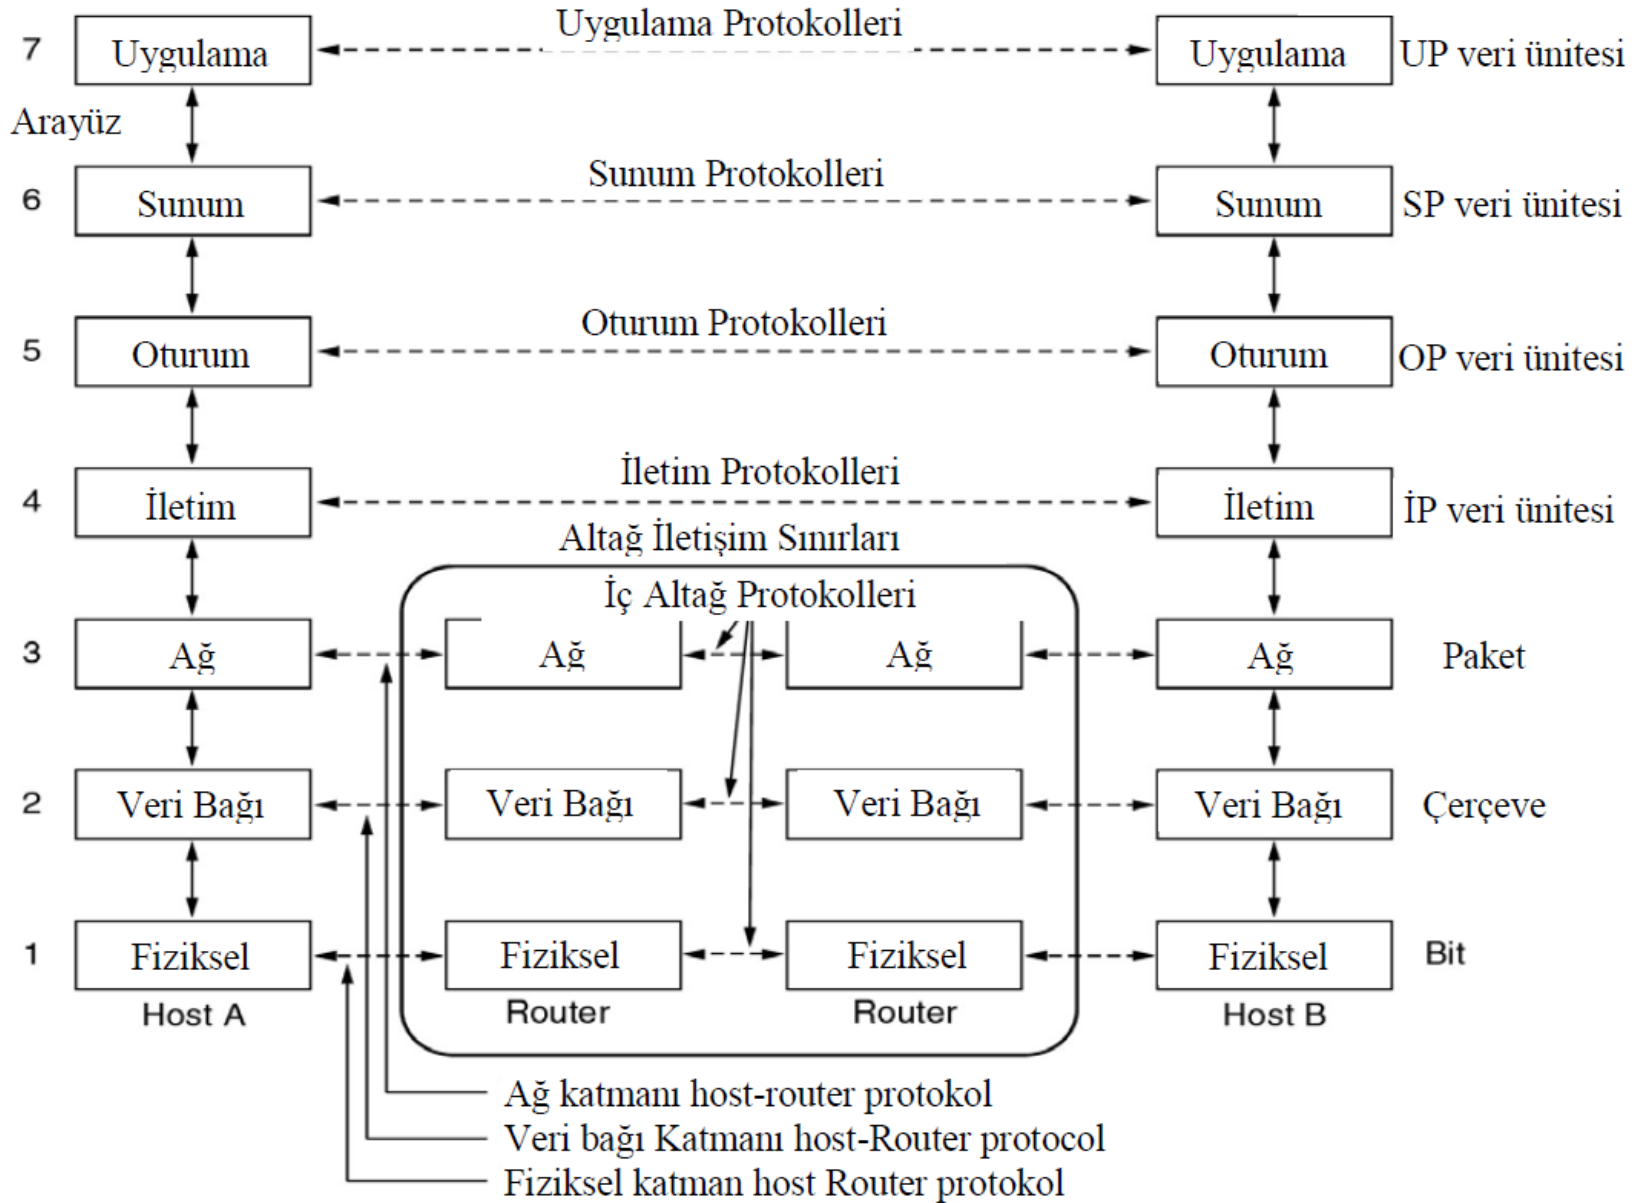 Uygulama Protokolleri
7
Uygulama
Uygulama
UP veri ünitesi
Arayüz
Sunum Protokolleri
6
Sunum
Sunum
SP veri ünitesi
Oturum Protokolleri
5
Oturum
Oturum
OP veri ünitesi
İletim Protokolleri
4
İletim
İletim
İP veri ünitesi
Altağ İletişim Sınırları
İç Altağ Protokolleri
3
Ağ
Ağ
Ağ
Ağ
Paket
2
Veri Bağı
Veri Bağı
Veri Bağı
Veri Bağı
Çerçeve
1
Fiziksel
Fiziksel
Fiziksel
Fiziksel
Bit
Host A
Router
Router
Host B
Ağ katmanı host-router protokol
Veri bağı Katmanı host-Router protocol
Fiziksel katman host Router protokol